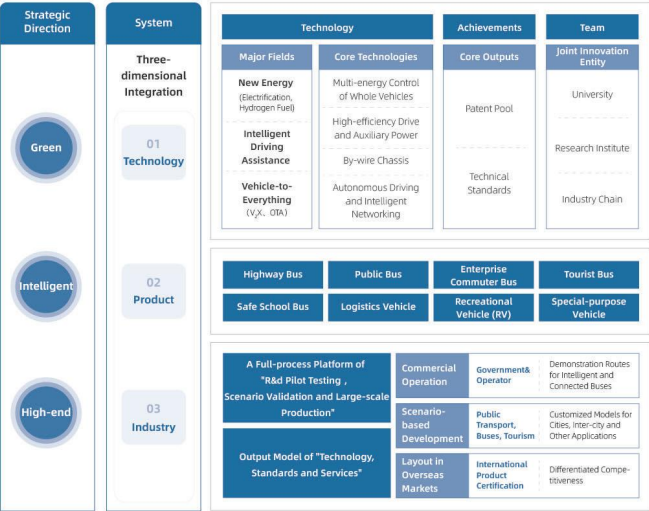 Strategic
Direction
Green
Intelligent
High-end
System
Three-
dimensional
Integration
01
Technology
02
Product
03
Industry
Technology
Achievements
Team
Major Fields
Core Technologies
Core Outputs
Joint Innovation
Entity
New Energy
(Electrification,
Hydrogen Fuel)
Intelligent
Driving
Assistance
Vehicle-to-
Everything
(V₂X、OTA)
Multi-energy Control
of Whole Vehicles
High-efficiency Drive
and Auxiliary Power
By-wire Chassis
Autonomous Driving
and Intelligent
Networking
Patent Pool
Technical
Standards
University
Research Institute
Industry Chain
Highway Bus
Public Bus
Enterprise
Commuter Bus
Tourist Bus
Safe School Bus
Logistics Vehicle
Recreational
Vehicle (RV)
Special-purpose
Vehicle
A Full-process Platform of
"R&d Pilot Testing ,
Scenario Validation and Large-scale
Production"
Output Model of "Technology,
Standards and Services"
Commercial
Operation
Government&
Operator
Demonstration Routes
for Intelligent and
Connected Buses
Scenario-
based
Development
Public
Transport,
Buses, Tourism
Customized Models for
Cities, Inter-city and
Other Applications
Layout in
Overseas
Markets
International
Product
Certification
Differentiated Compe-
titiveness